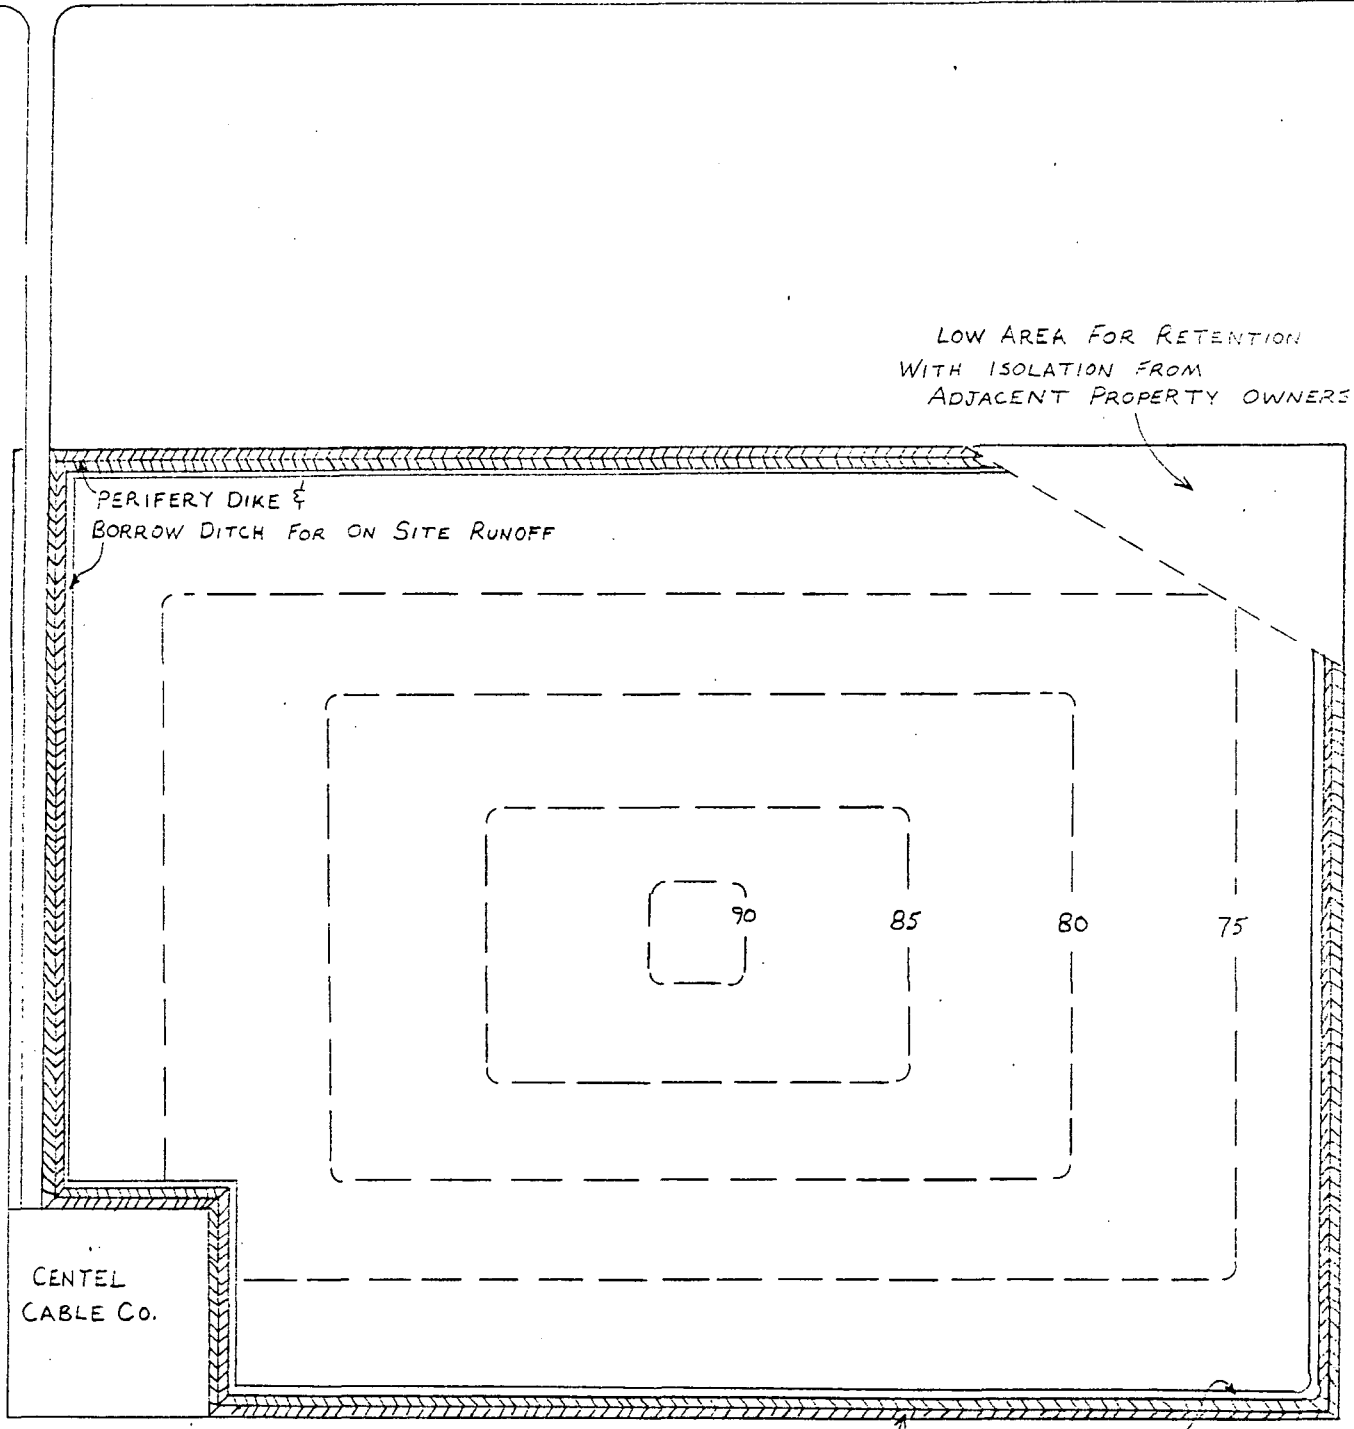 LOW AREA FOR RETENTION
WITH ISOLATION FROM
ADJACENT PROPERTY OWNERS
PERIFERY DIKE &
BORROW DITCH FOR ON SITE RUNOFF
90
85
80
75
CENTEL
CABLE CO.